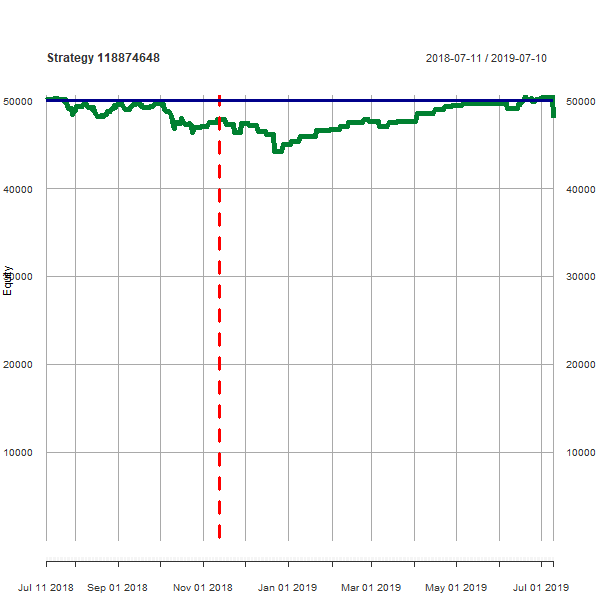 Strategy 118874648
2018-07-11 / 2019-07-10
50000 50000
40000 40000
Equity
30000 30000
20000 20000
10000 10000
Jul 11 2018 Sep 01 2018 Nov 01 2018 Jan 01 2019 Mar 01 2019 May 01 2019 Jul 01 2019